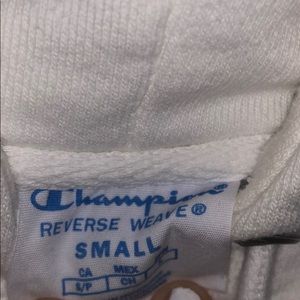 Champion®
REVERSE WEAVE®
SMALL
CA MEX
S/P CH